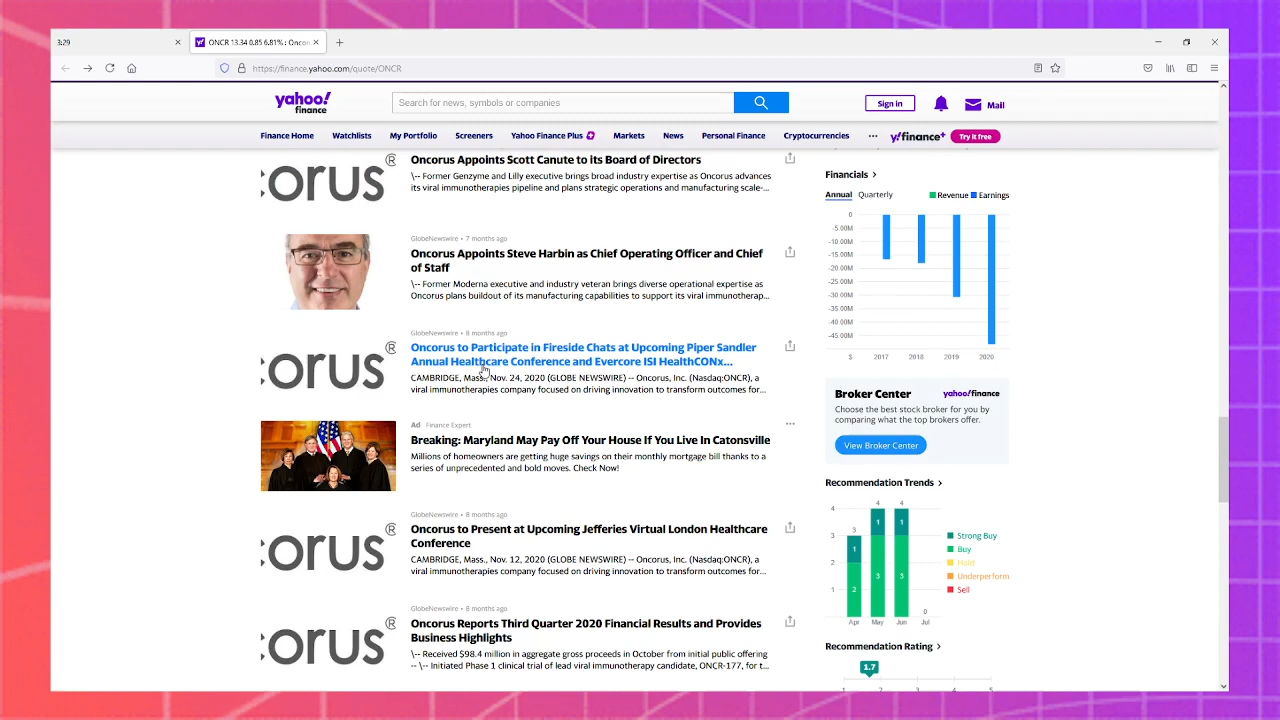 3:29
ONCR 13.34 0.85 6.81% : Oncor
https://finance.yahoo.com/quote/ONCR
yahoo!
finance
Search for news, symbols or companies
Sign in
Mail
Finance Home
Watchlists
My Portfolio
Screeners
Yahoo Finance Plus
Markets
News
Personal Finance
Cryptocurrencies
...
y!finance+
Try it free
corus®
Oncorus Appoints Scott Canute to its Board of Directors
\-- Former Genzyme and Lilly executive brings broad industry expertise as Oncorus advances
its viral immunotherapies pipeline and plans strategic operations and manufacturing scale-...
GlobeNewswire • 7 months ago
Oncorus Appoints Steve Harbin as Chief Operating Officer and Chief
of Staff
\-- Former Moderna executive and industry veteran brings diverse operational expertise as
Oncorus plans buildout of its manufacturing capabilities to support its viral immunotherap...
corus®
GlobeNewswire • 8 months ago
Oncorus to Participate in Fireside Chats at Upcoming Piper Sandler
Annual Healthcare Conference and Evercore ISI HealthCONx...
CAMBRIDGE, Mass., Nov. 24, 2020 (GLOBE NEWSWIRE) -- Oncorus, Inc. (Nasdaq:ONCR), a
viral immunotherapies company focused on driving innovation to transform outcomes for...
Ad Finance Expert
Breaking: Maryland May Pay Off Your House If You Live In Catonsville
Millions of homeowners are getting huge savings on their monthly mortgage bill thanks to a
series of unprecedented and bold moves. Check Now!
corus®
GlobeNewswire • 8 months ago
Oncorus to Present at Upcoming Jefferies Virtual London Healthcare
Conference
CAMBRIDGE, Mass., Nov. 12, 2020 (GLOBE NEWSWIRE) -- Oncorus, Inc. (Nasdaq:ONCR), a
viral immunotherapies company focused on driving innovation to transform outcomes for...
corus®
GlobeNewswire • 8 months ago
Oncorus Reports Third Quarter 2020 Financial Results and Provides
Business Highlights
\-- Received $98.4 million in aggregate gross proceeds in October from initial public offering
-- \-- Initiated Phase 1 clinical trial of lead viral immunotherapy candidate, ONCR-177, for t...
Financials
Annual Quarterly
Revenue Earnings
0
-5.00M
-10.00M
-15.00M
-20.00M
-25.00M
-30.00M
-35.00M
-40.00M
-45.00M
$ 2017 2018 2019 2020
Broker Center
yahoo!finance
Choose the best stock broker for you by
comparing what the top brokers offer.
View Broker Center
Recommendation Trends
4
3
2
1
3 4 4 0
1 1 1
2 3 3
Apr May Jun Jul
Strong Buy
Buy
Hold
Underperform
Sell
Recommendation Rating
1.7
1 2 3 4 5